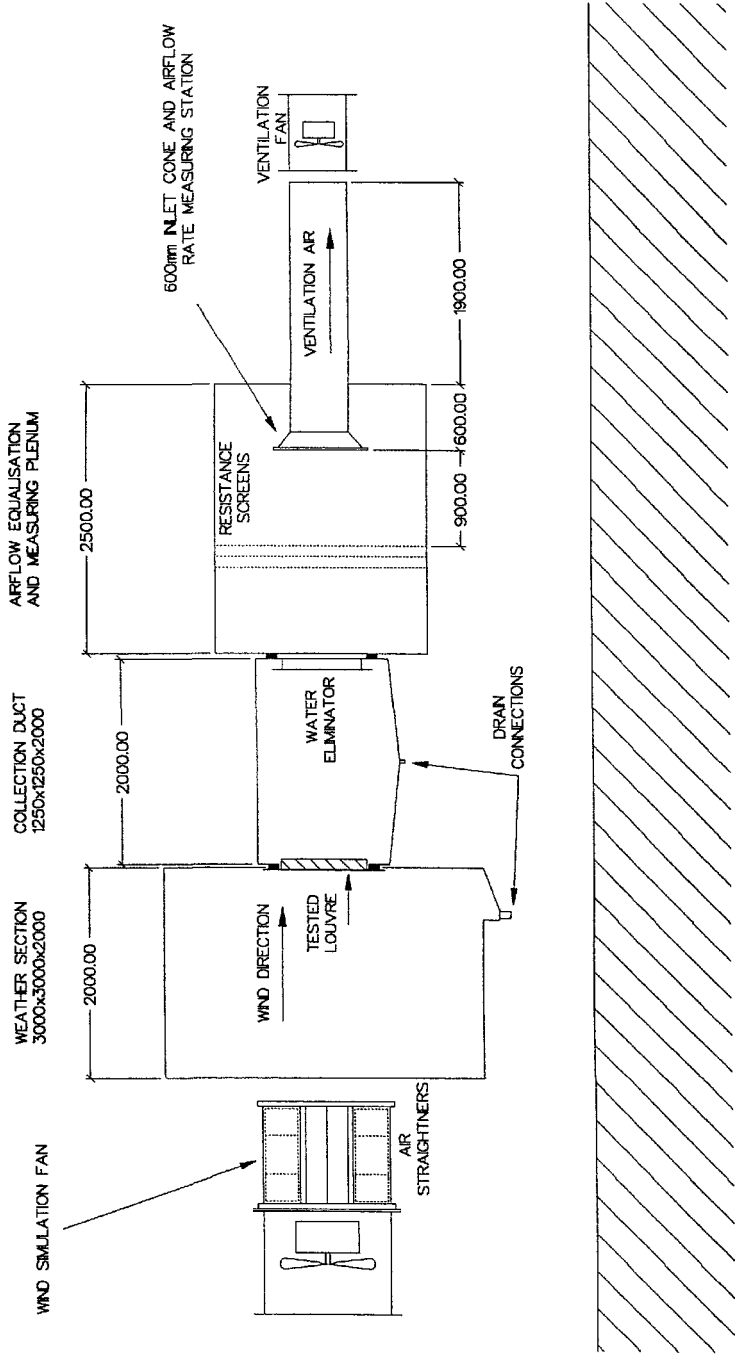 WIND SIMULATION FAN
WEATHER SECTION
3000x3000x2000
COLLECTION DUCT
1250x1250x2000
AIRFLOW EQUALISATION
AND MEASURING PLENUM
600mm INLET CONE AND AIRFLOW
RATE MEASURING STATION
2000.00
2000.00
2500.00
VENTILATION
FAN
WIND DIRECTION
TESTED
LOUVRE
WATER
ELIMINATOR
RESISTANCE
SCREENS
VENTILATION AIR
AIR
STRAIGHTNERS
DRAIN
CONNECTIONS
900.00
600.00
1900.00